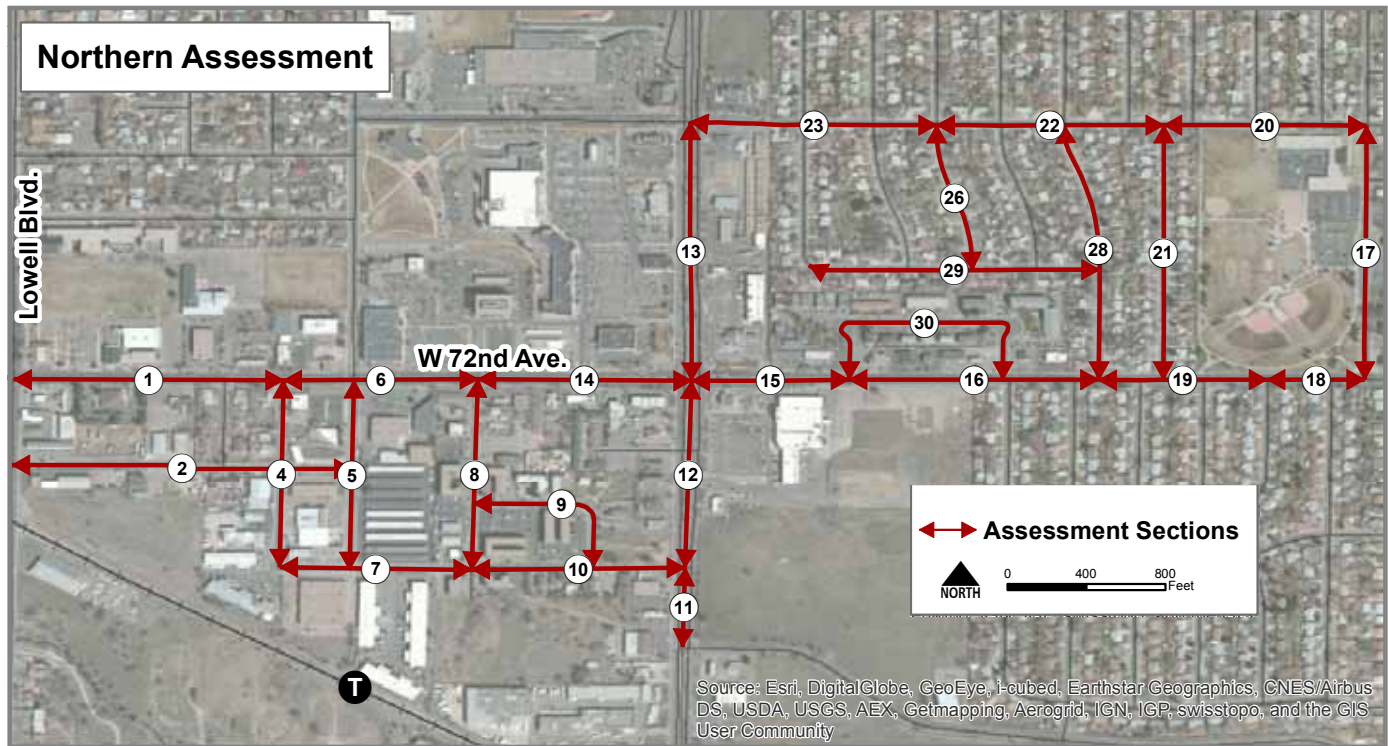 Northern Assessment
Lowell Blvd.
W 72nd Ave.
23
22
20
26
13
28
21
17
29
30
1
6
14
15
16
19
18
2
4
5
8
12
9
7
10
11
Assessment Sections
NORTH
0 400 800
Feet
T
Source: Esri, DigitalGlobe, GeoEye, i-cubed, Earthstar Geographics, CNES/Airbus
DS, USDA, USGS, AEX, Getmapping, Aerogrid, IGN, IGP, swisstopo, and the GIS
User Community